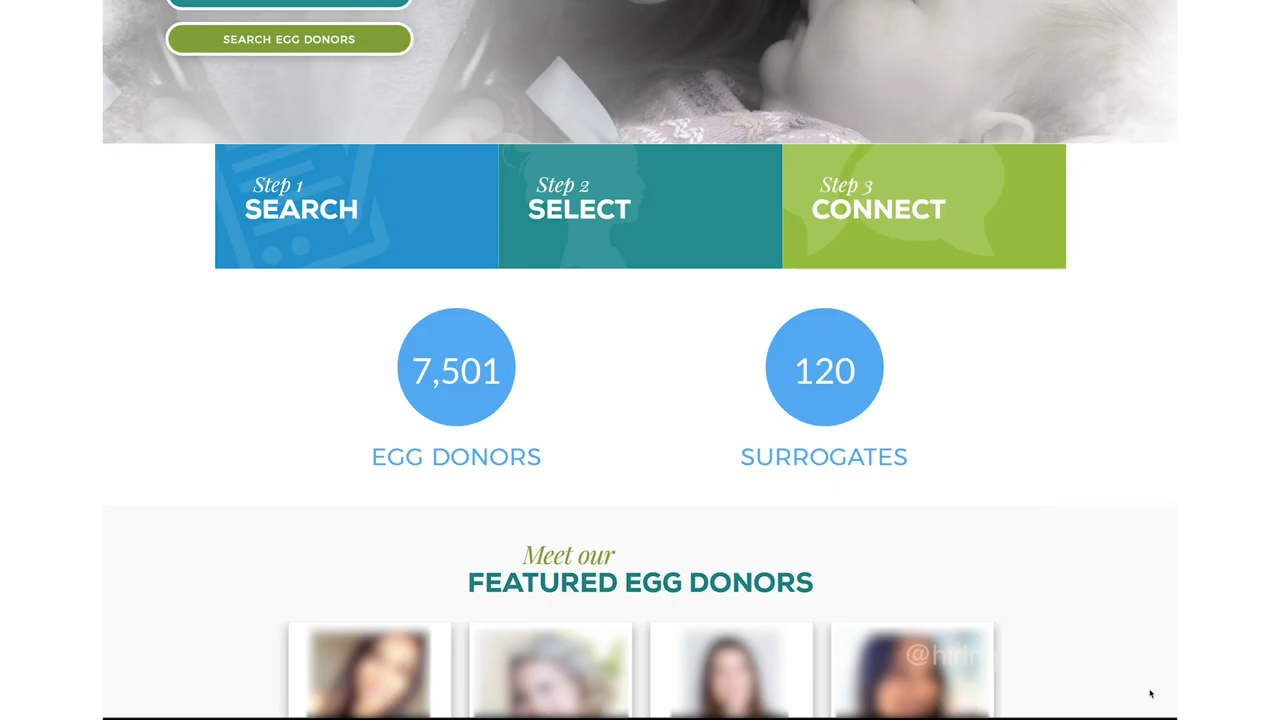 SEARCH EGG DONORS
Step 1
SEARCH
Step 2
SELECT
Step 3
CONNECT
7,501
120
EGG DONORS
SURROGATES
Meet our
FEATURED EGG DONORS